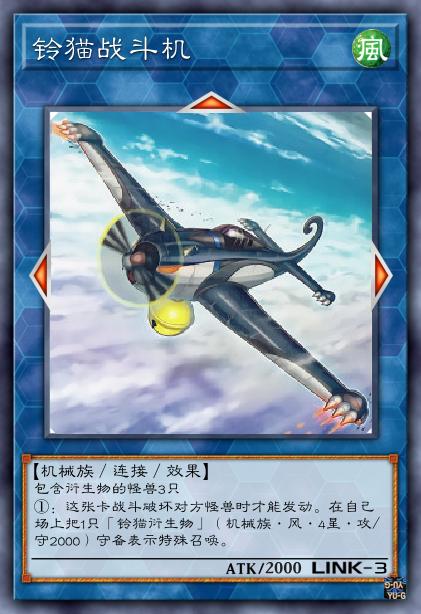 铃猫战斗机
風
【机械族／连接／效果】
包含衍生物的怪兽3只
①：这张卡战斗破坏对方怪兽时才能发动。在自己
场上把1只「铃猫衍生物」（机械族·风·4星·攻/
守2000）守备表示特殊召唤。
ATK/2000 LINK-3